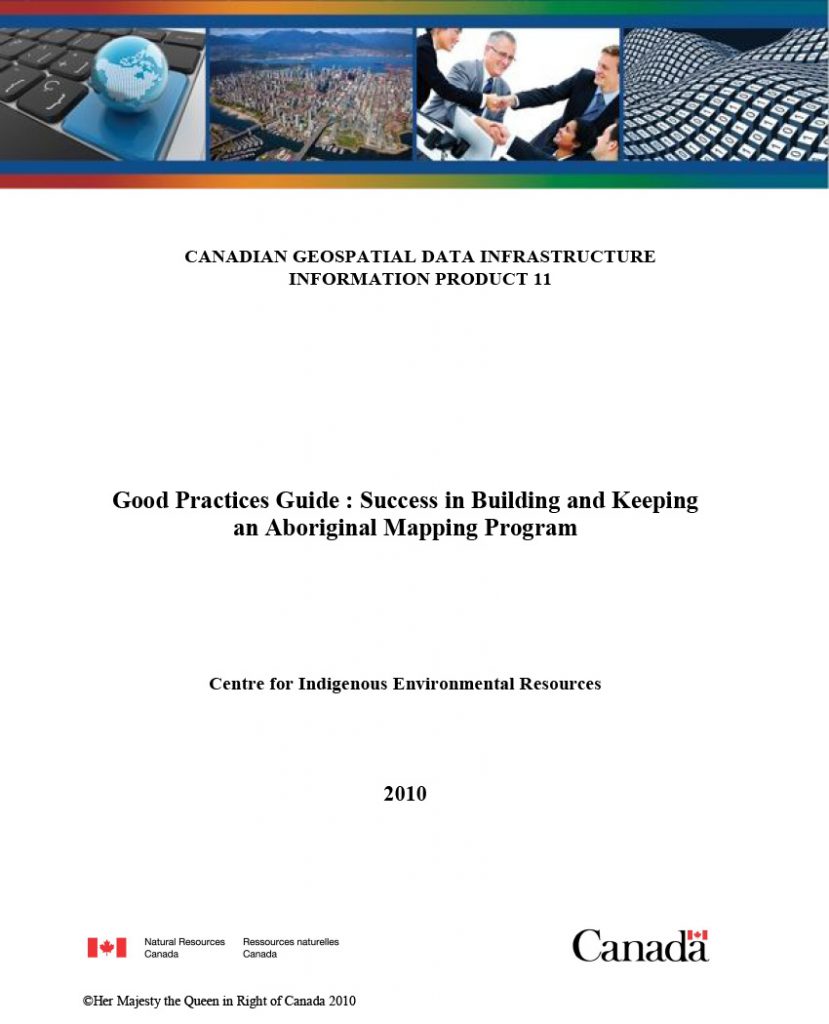 CANADIAN GEOSPATIAL DATA INFRASTRUCTURE
INFORMATION PRODUCT 11
Good Practices Guide : Success in Building and Keeping
an Aboriginal Mapping Program
Centre for Indigenous Environmental Resources
2010
Natural Resources Canada
Ressources naturelles Canada
Canada
©Her Majesty the Queen in Right of Canada 2010